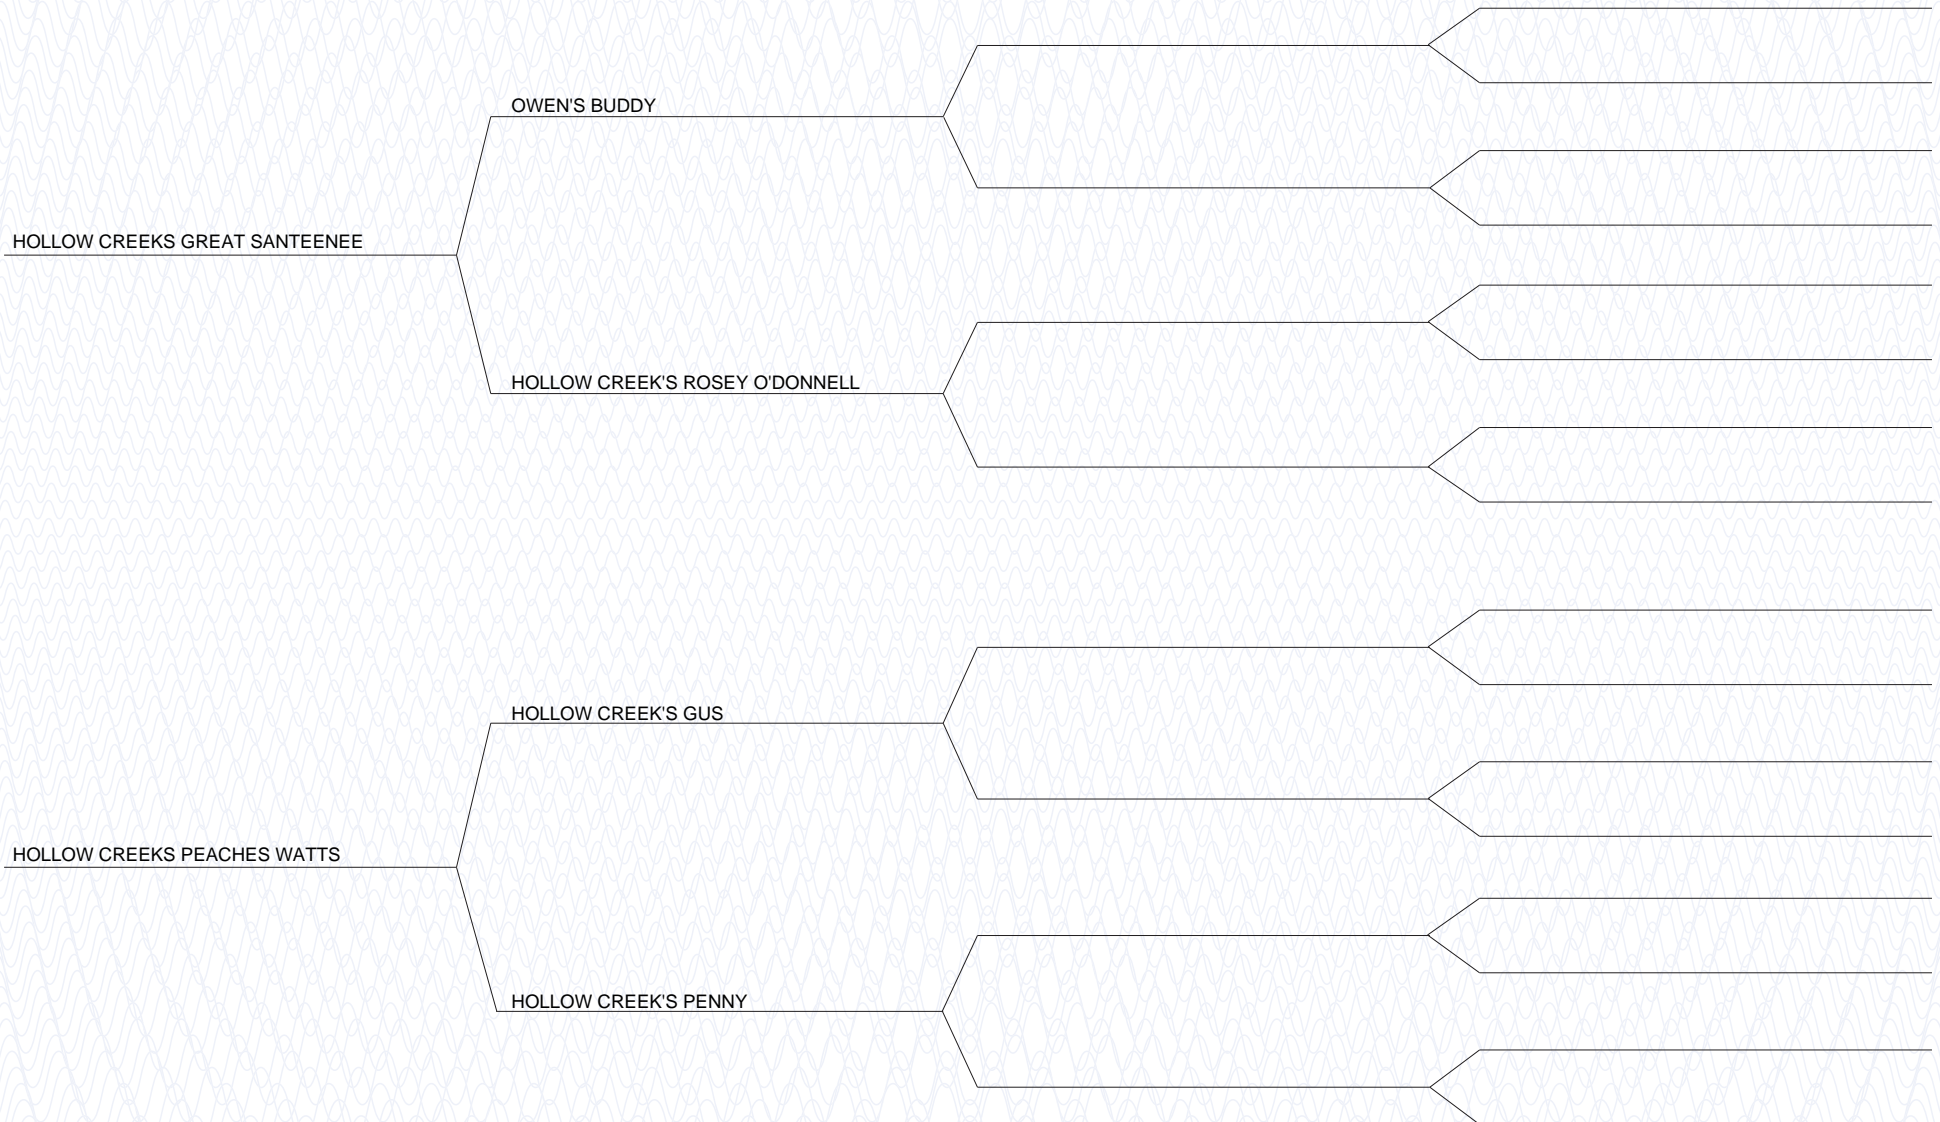 OWEN'S BUDDY
HOLLOW CREEKS GREAT SANTEENEE
HOLLOW CREEK'S ROSEY O'DONNELL
HOLLOW CREEK'S GUS
HOLLOW CREEKS PEACHES WATTS
HOLLOW CREEK'S PENNY